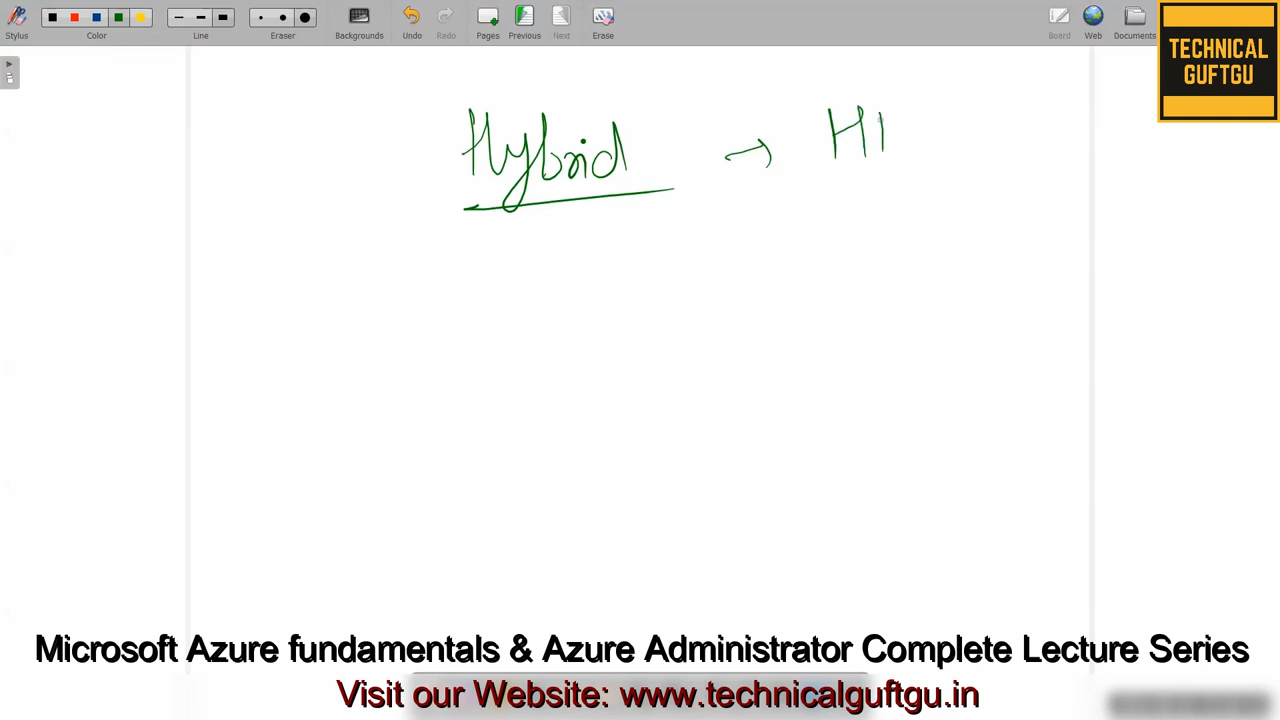 Stylus Color Line Eraser Backgrounds Undo Redo Pages Previous Next Erase Board Web Documents
TECHNICAL
GUFTGU
Hybrid → HI
Microsoft Azure fundamentals & Azure Administrator Complete Lecture Series
Visit our Website: www.technicalguftgu.in